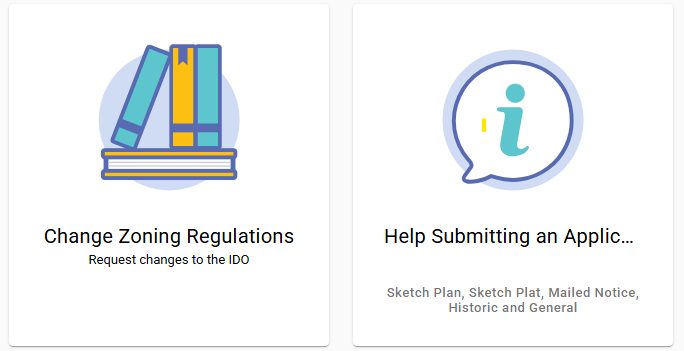 Change Zoning Regulations
Request changes to the IDO
Help Submitting an Applic...
Sketch Plan, Sketch Plat, Mailed Notice,
Historic and General